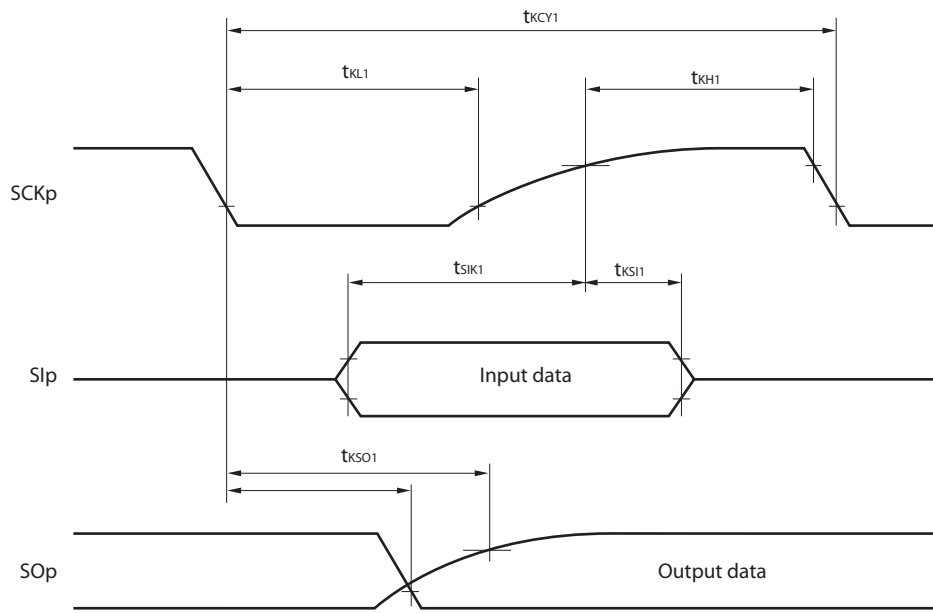 tKCY1
tKL1
tKH1
SCKp
tSIK1
tKSI1
SIp
Input data
tKSO1
SOp
Output data